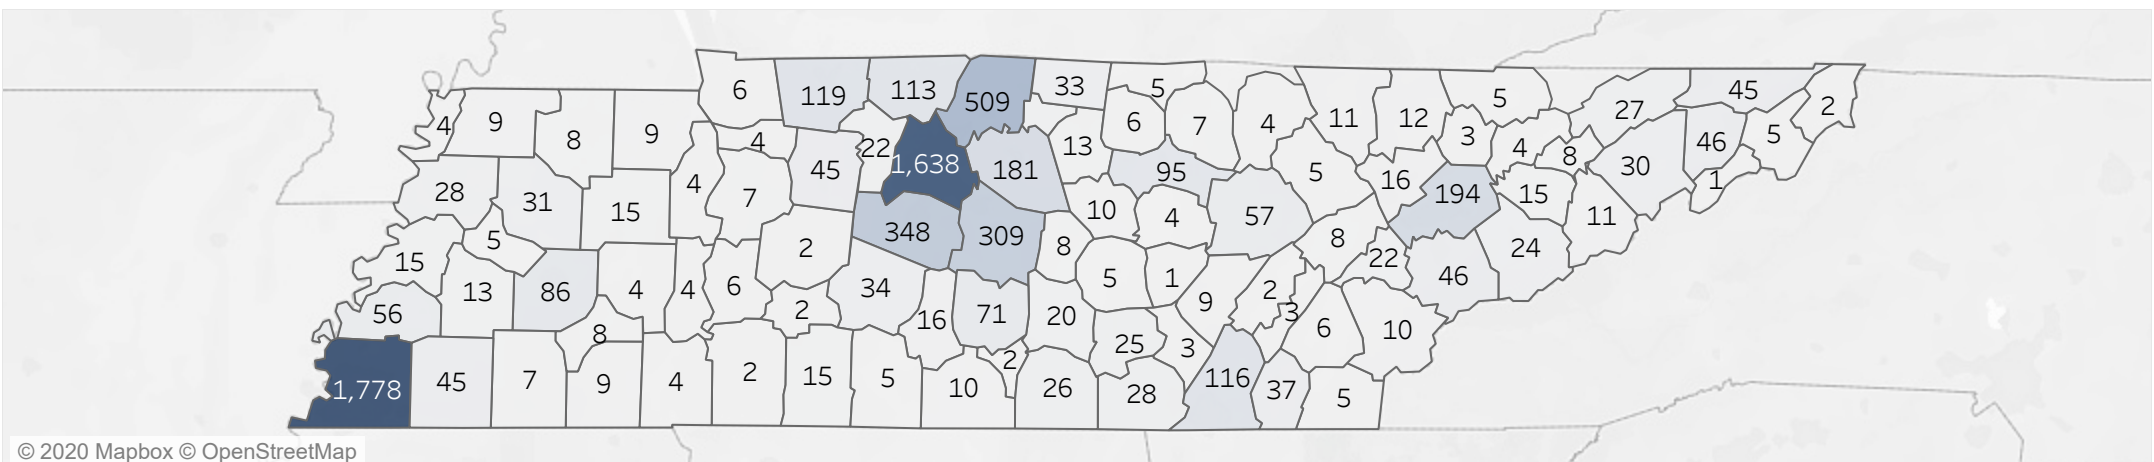 6 119 113 509 33 5
4 9 8 9 4 45 22 1,638 181 13 6 7 4 11 12 5 3 4 8 27 45 2
28 31 15 4 7 95 5 16 194 15 30 46 5 1
15 5 2 348 309 10 4 57 8 22 46 24 11
56 13 86 4 4 6 2 34 16 71 8 5 1 9 2 3 6 10
8 20 25 3
1,778 45 7 9 4 2 15 5 10 2 26 28 116 37 5
© 2020 Mapbox © OpenStreetMap